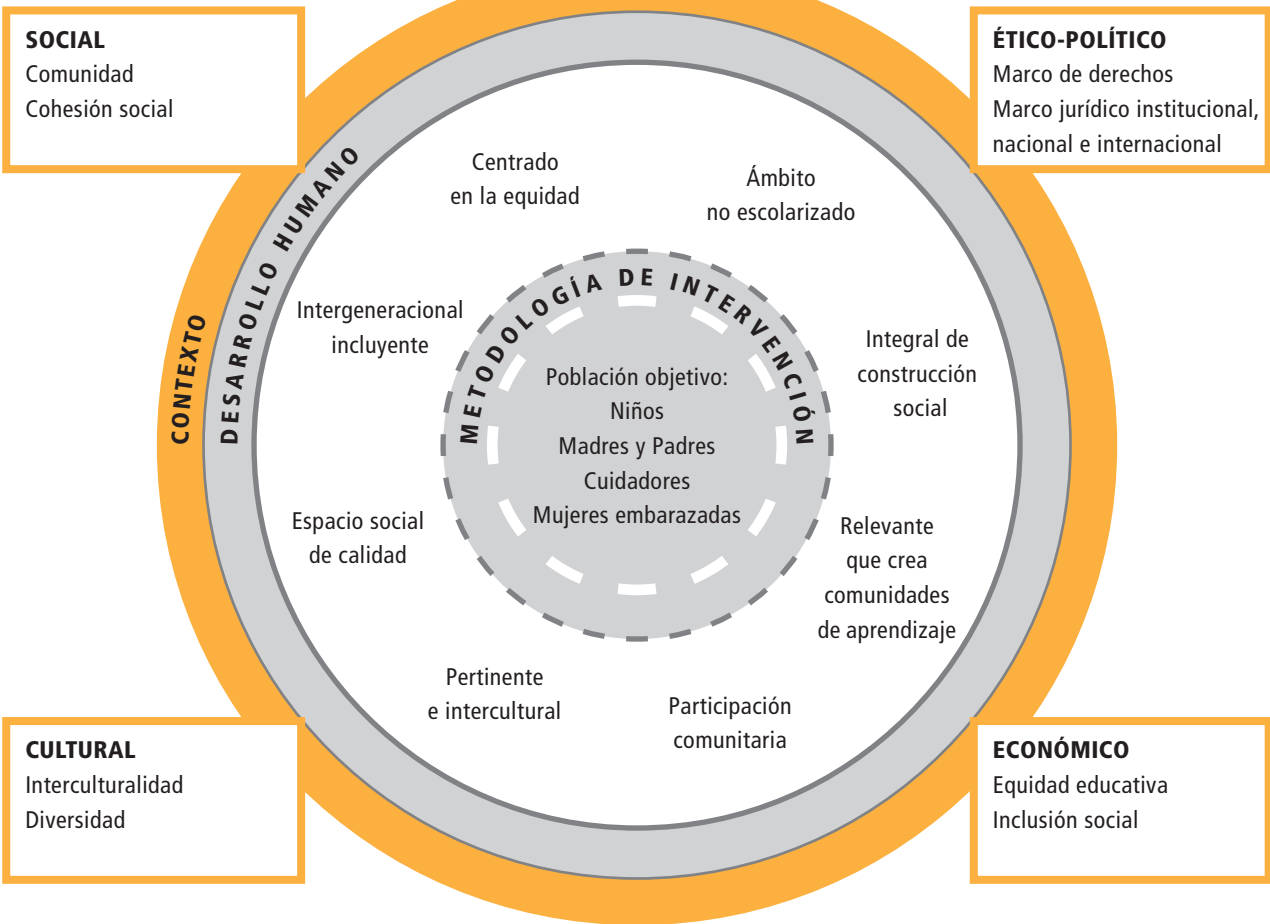 SOCIAL
Comunidad
Cohesión social
ÉTICO-POLÍTICO
Marco de derechos
Marco jurídico institucional,
nacional e internacional
CONTEXTO
DESARROLLO HUMANO
Centrado
en la equidad
Ámbito
no escolarizado
Intergeneracional
incluyente
METODOLOGÍA DE INTERVENCIÓN
Población objetivo:
Niños
Madres y Padres
Cuidadores
Mujeres embarazadas
Integral de
construcción
social
Espacio social
de calidad
Relevante
que crea
comunidades
de aprendizaje
Pertinente
e intercultural
Participación
comunitaria
CULTURAL
Interculturalidad
Diversidad
ECONÓMICO
Equidad educativa
Inclusión social